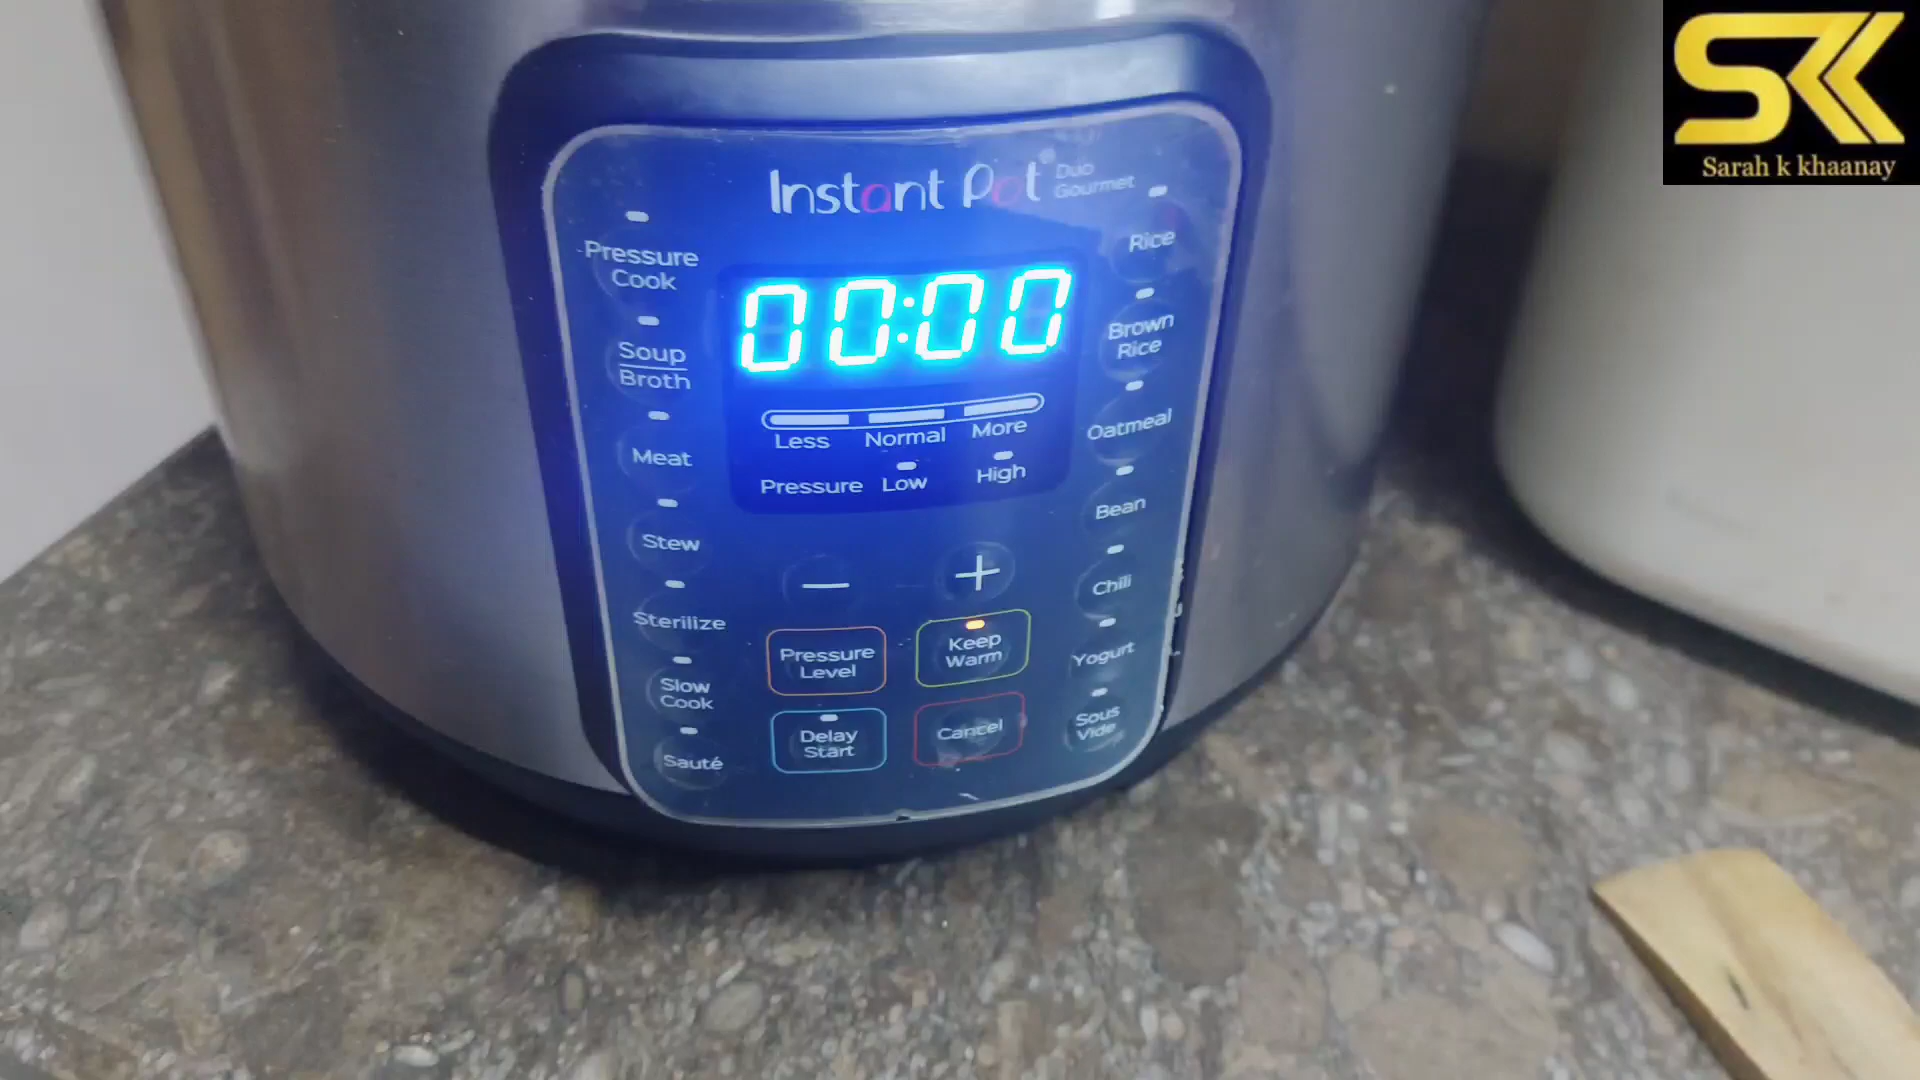 SK
Sarah k khaanay
Instant Pot Duo
Gourmet
Pressure
Cook
Soup
Broth
Meat
Stew
Sterilize
Slow
Cook
Sauté
00:00
Less Normal More
Pressure Low High
— +
Pressure
Level
Keep
Warm
Delay
Start
Cancel
Rice
Brown
Rice
Oatmeal
Bean
Chili
Yogurt
Sous
Vide